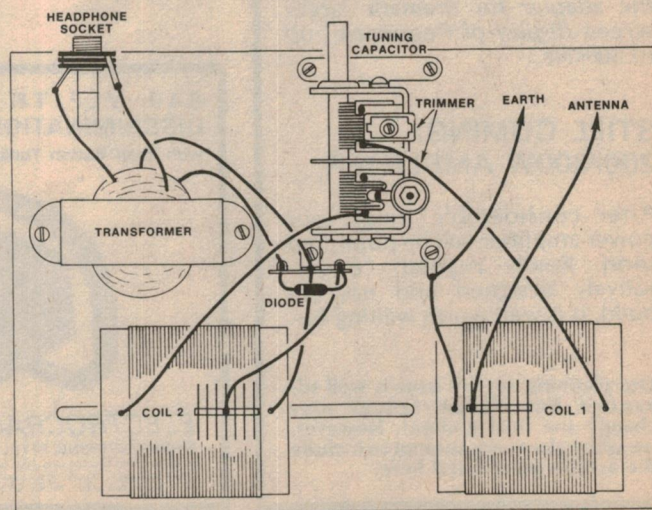 HEADPHONE
SOCKET
TUNING
CAPACITOR
TRIMMER
EARTH
ANTENNA
TRANSFORMER
DIODE
COIL 2
COIL 1